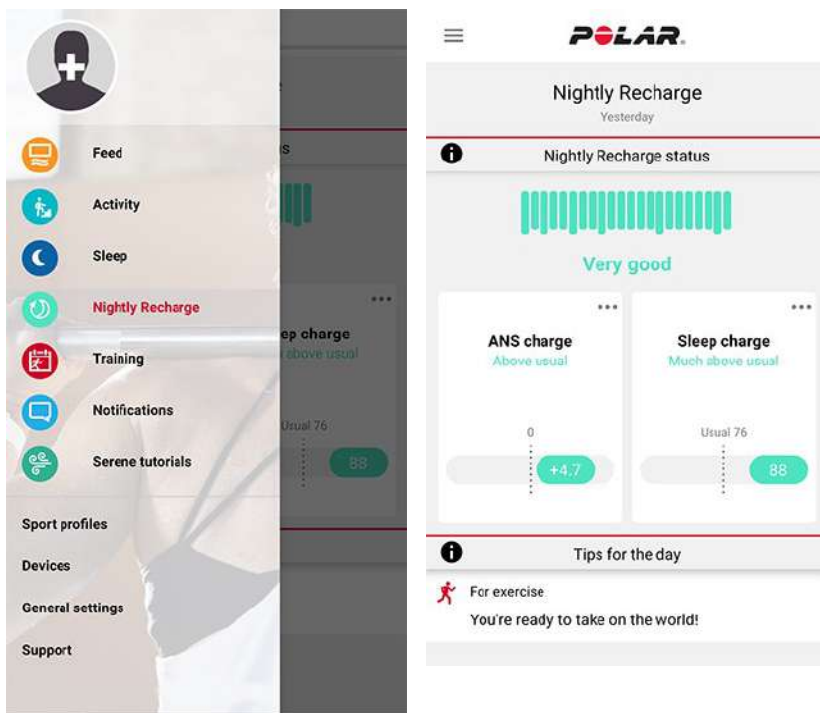 Feed
Activity
Sleep
Nightly Recharge
Training
Notifications
Serene tutorials
Sport profiles
Devices
General settings
Support
s
ep charge
above usual
Usual 76
88
POLAR.
Nightly Recharge
Yesterday
Nightly Recharge status
Very good
ANS charge
Above usual
0
+4.7
Sleep charge
Much above usual
Usual 76
88
Tips for the day
For exercise
You're ready to take on the world!